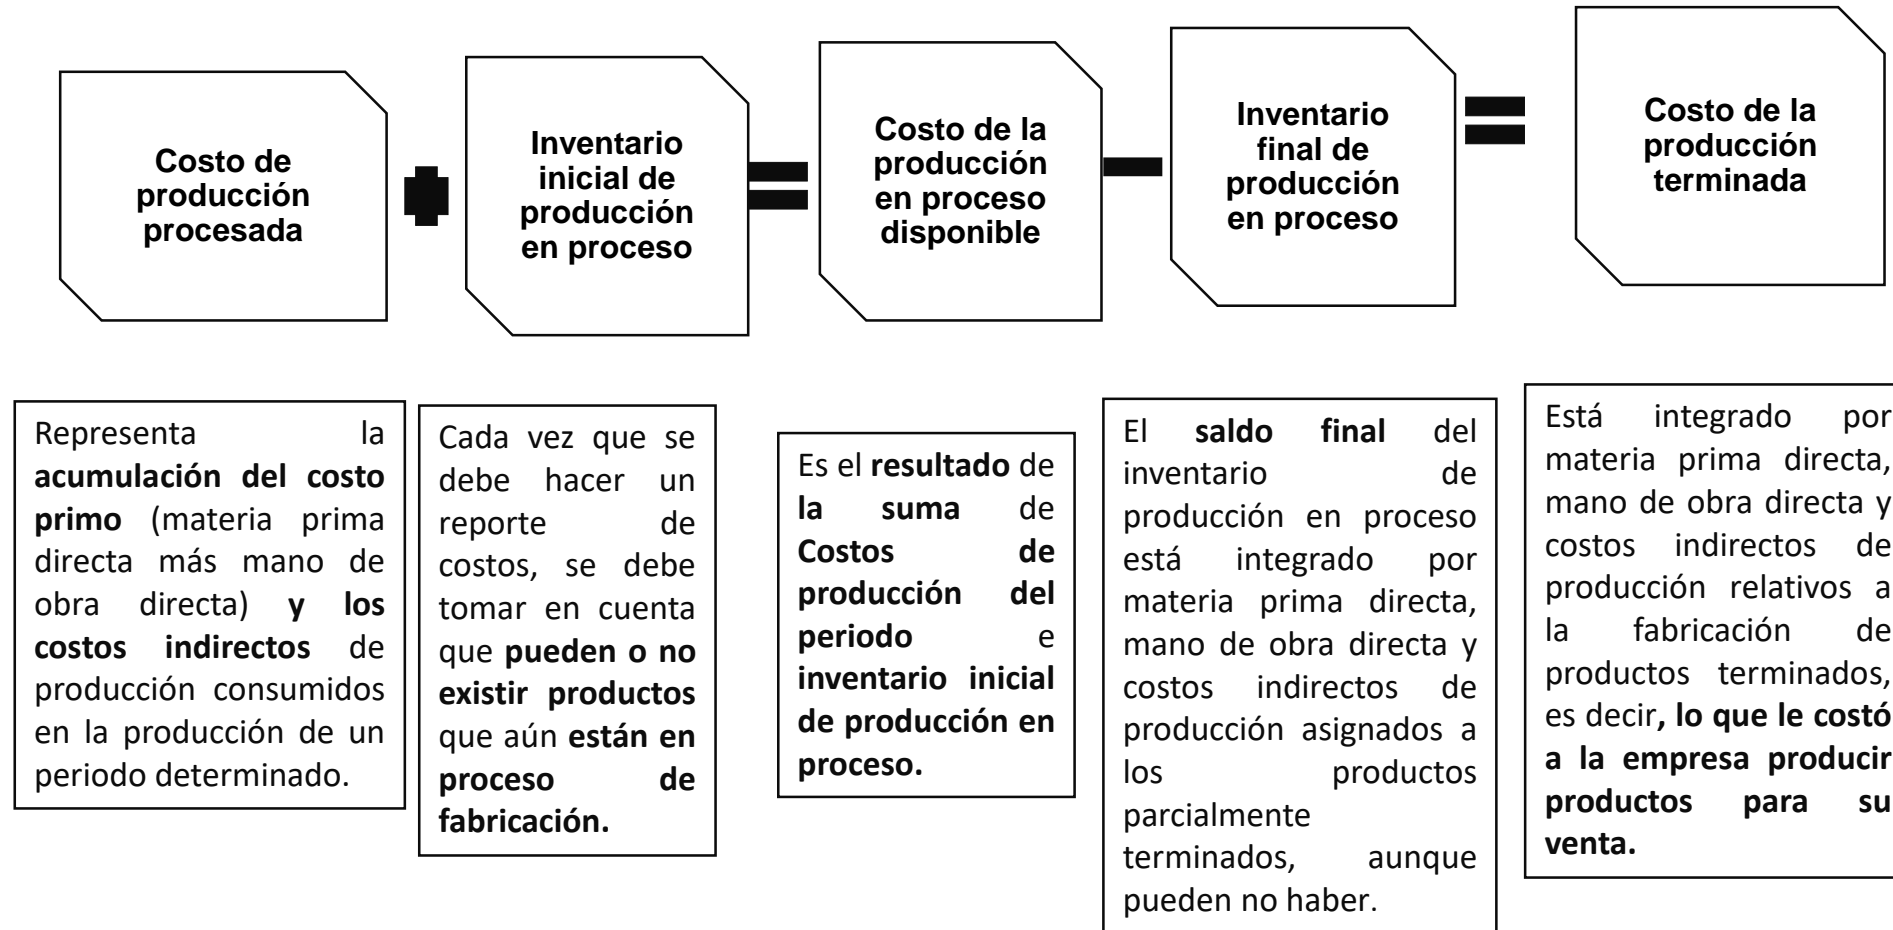 Costo de
producción
procesada
Inventario
inicial de
producción
en proceso
=
Costo de la
producción
en proceso
disponible
-
Inventario
final de
producción
en proceso
=
Costo de la
producción
terminada
Representa la
acumulación del costo
primo (materia prima
directa más mano de
obra directa) y los
costos indirectos de
producción consumidos
en la producción de un
periodo determinado.
Cada vez que se
debe hacer un
reporte de
costos, se debe
tomar en cuenta
que pueden o no
existir productos
que aún están en
proceso de
fabricación.
Es el resultado de
la suma de
Costos de
producción del
periodo e
inventario inicial
de producción en
proceso.
El saldo final del
inventario de
producción en proceso
está integrado por
materia prima directa,
mano de obra directa y
costos indirectos de
producción asignados a
los productos
parcialmente
terminados, aunque
pueden no haber.
Está integrado por
materia prima directa,
mano de obra directa y
costos indirectos de
producción relativos a
la fabricación de
productos terminados,
es decir, lo que le costó
a la empresa producir
productos para su
venta.